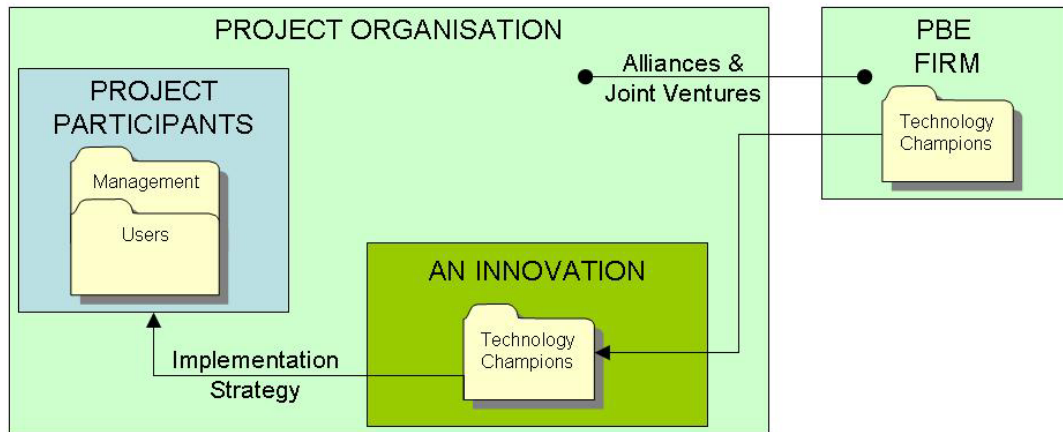 PROJECT ORGANISATION
PROJECT
PARTICIPANTS
Management
Users
Alliances &
Joint Ventures
PBE
FIRM
Technology
Champions
AN INNOVATION
Technology
Champions
Implementation
Strategy